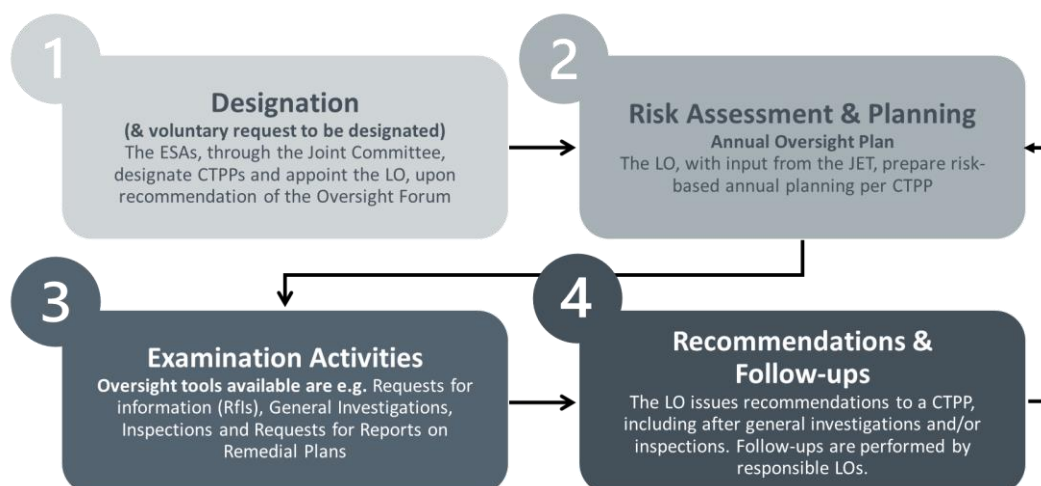 1
Designation
(& voluntary request to be designated)
The ESAs, through the Joint Committee,
designate CTPPs and appoint the LO, upon
recommendation of the Oversight Forum
2
Risk Assessment & Planning
Annual Oversight Plan
The LO, with input from the JET, prepare risk-
based annual planning per CTPP
3
Examination Activities
Oversight tools available are e.g. Requests for
information (RfIs), General Investigations,
Inspections and Requests for Reports on
Remedial Plans
4
Recommendations &
Follow-ups
The LO issues recommendations to a CTPP,
including after general investigations and/or
inspections. Follow-ups are performed by
responsible LOs.